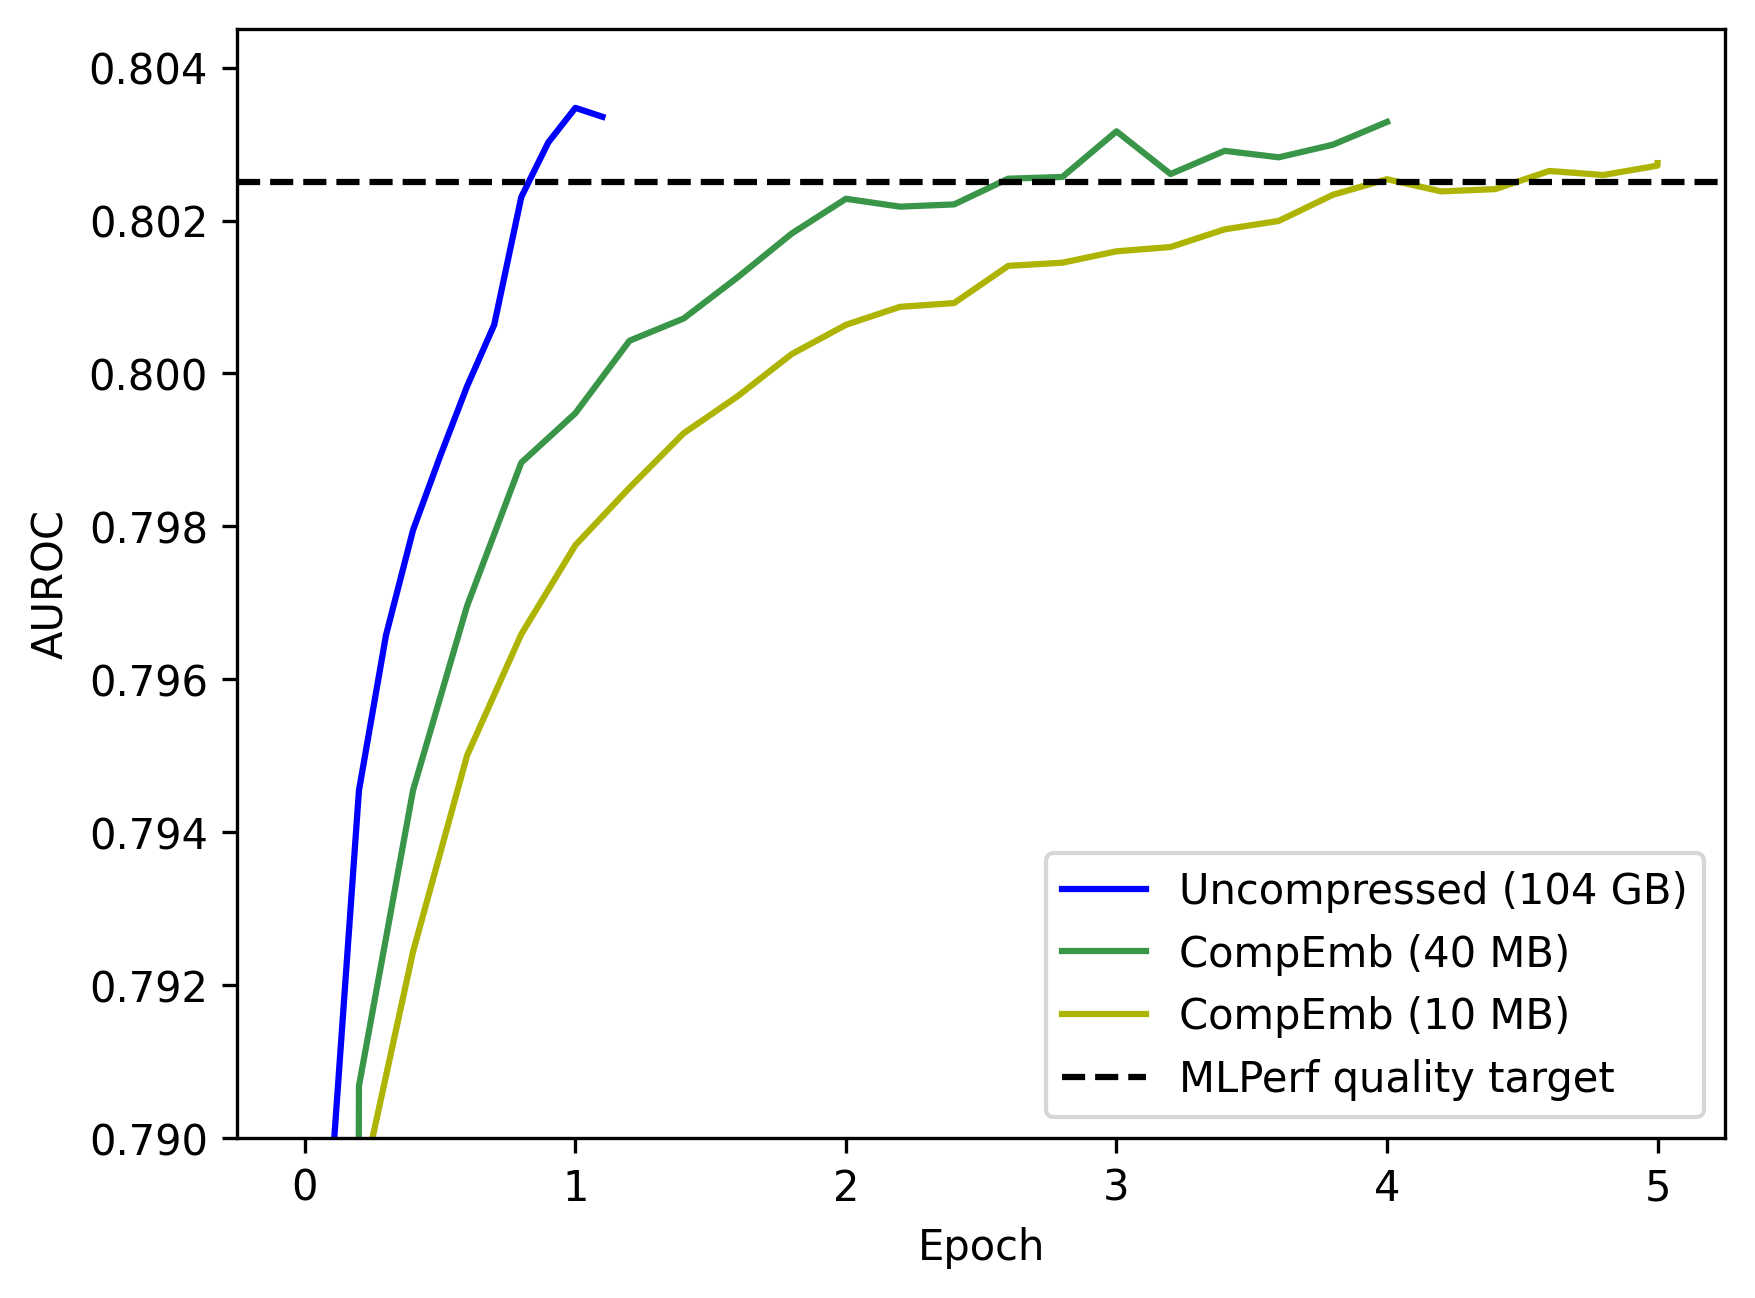 0.804
0.802
0.800
0.798
0.796
0.794
0.792
0.790
AUROC
0 1 2 3 4 5
Epoch
Uncompressed (104 GB)
CompEmb (40 MB)
CompEmb (10 MB)
MLPerf quality target